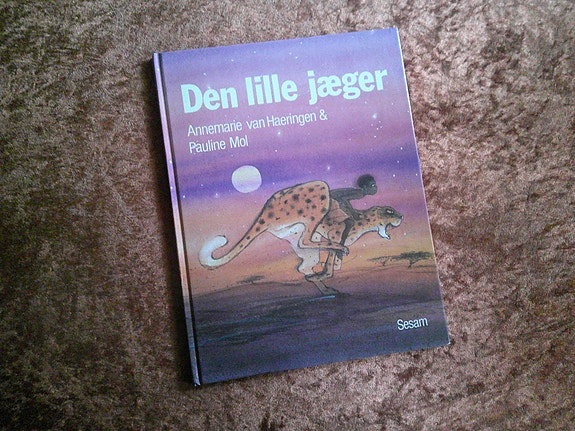 Den lille jæger
Annemarie van Haeringen &
Pauline Mol
Sesam